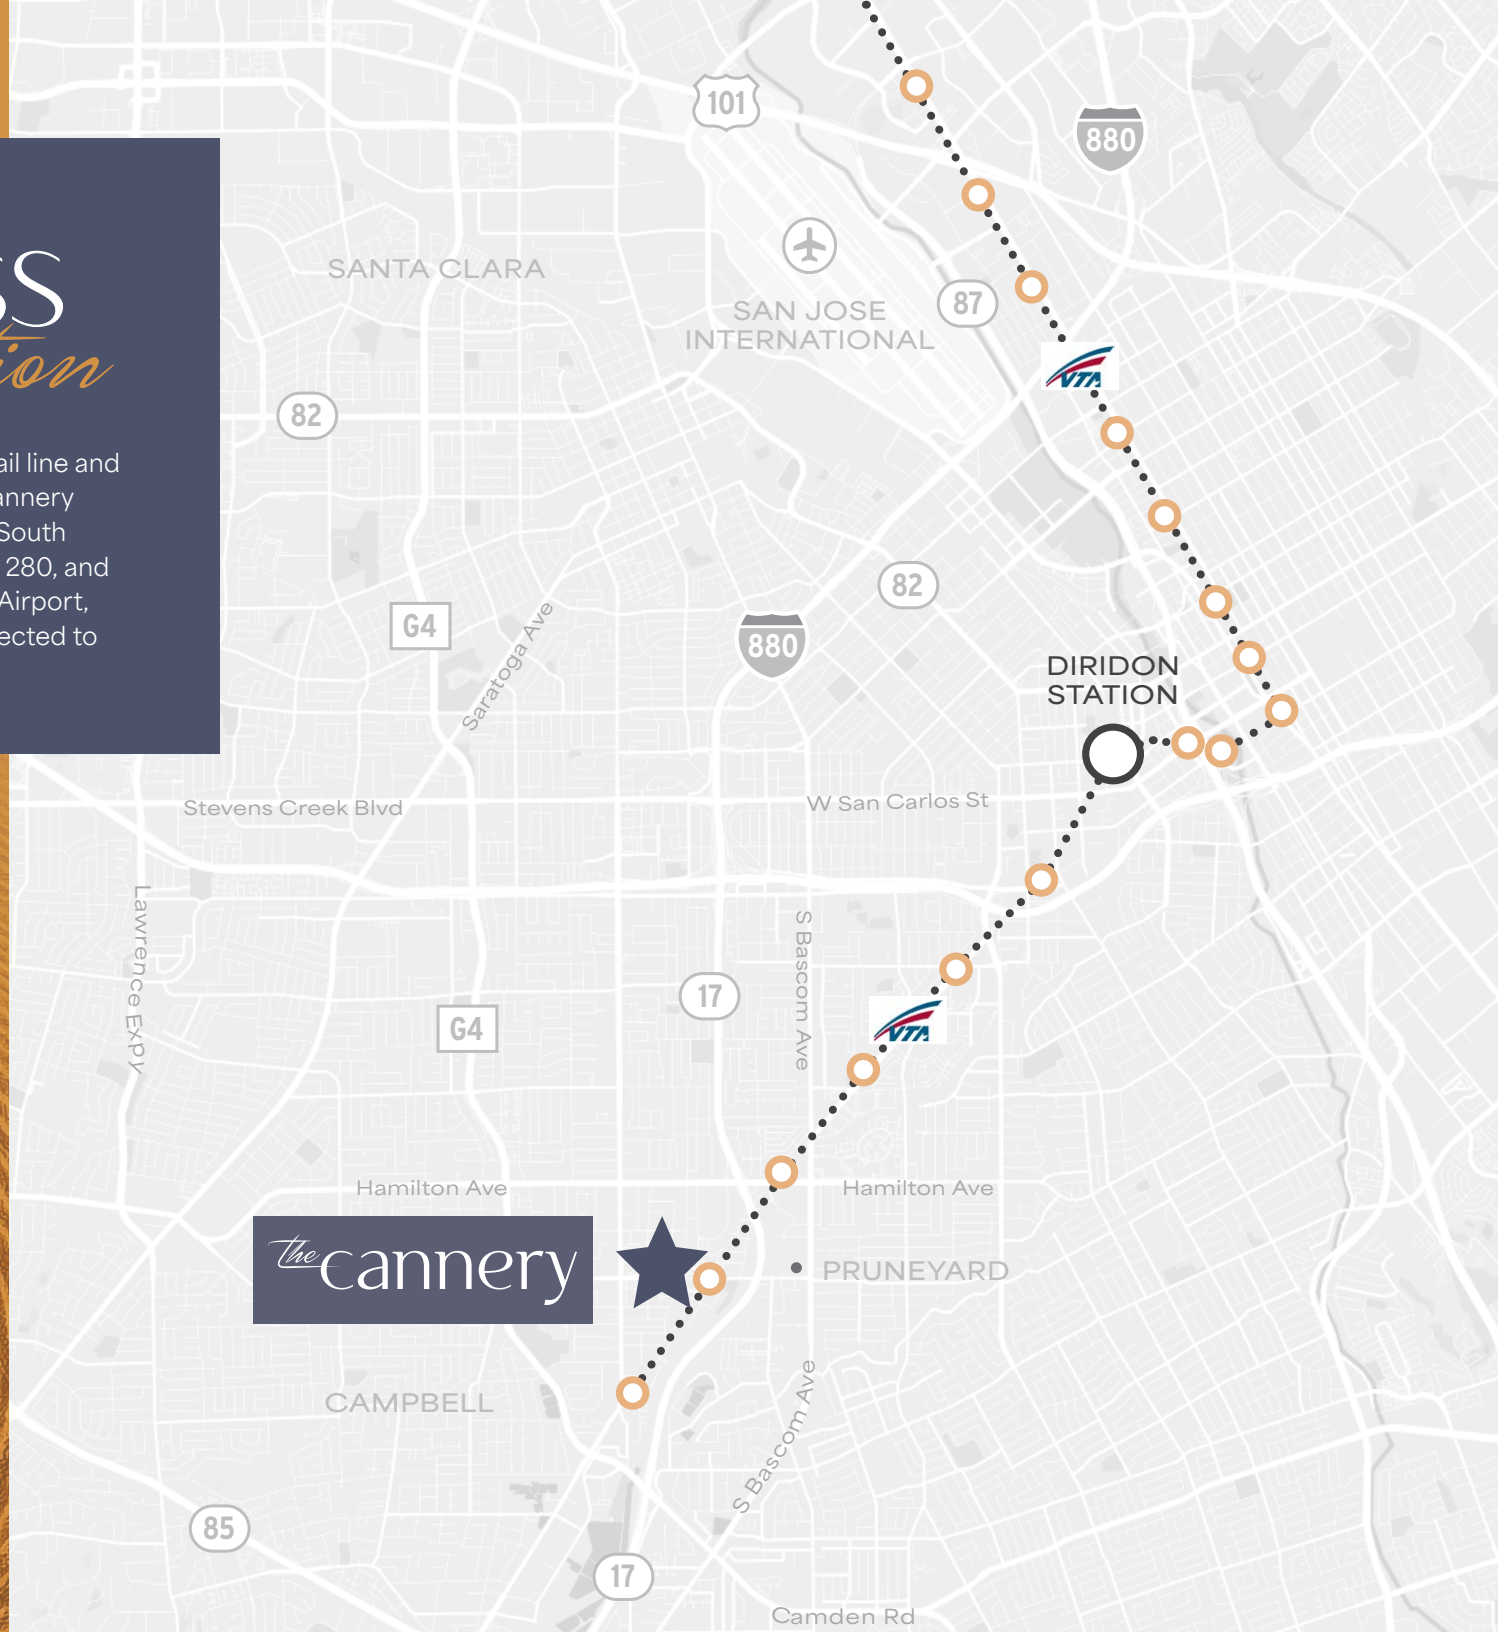 101
880
SANTA CLARA
SAN JOSE
INTERNATIONAL
87
VTA
82
ail line and
annery
South
280, and
Airport,
ected to
82
G4
Saratoga Ave
880
DIRIDON
STATION
Stevens Creek Blvd
W San Carlos St
Lawrence Expy
S Bascom Ave
17
G4
VTA
Hamilton Ave
Hamilton Ave
the cannery
PRUNEYARD
CAMPBELL
S Bascom Ave
85
17
Camden Rd